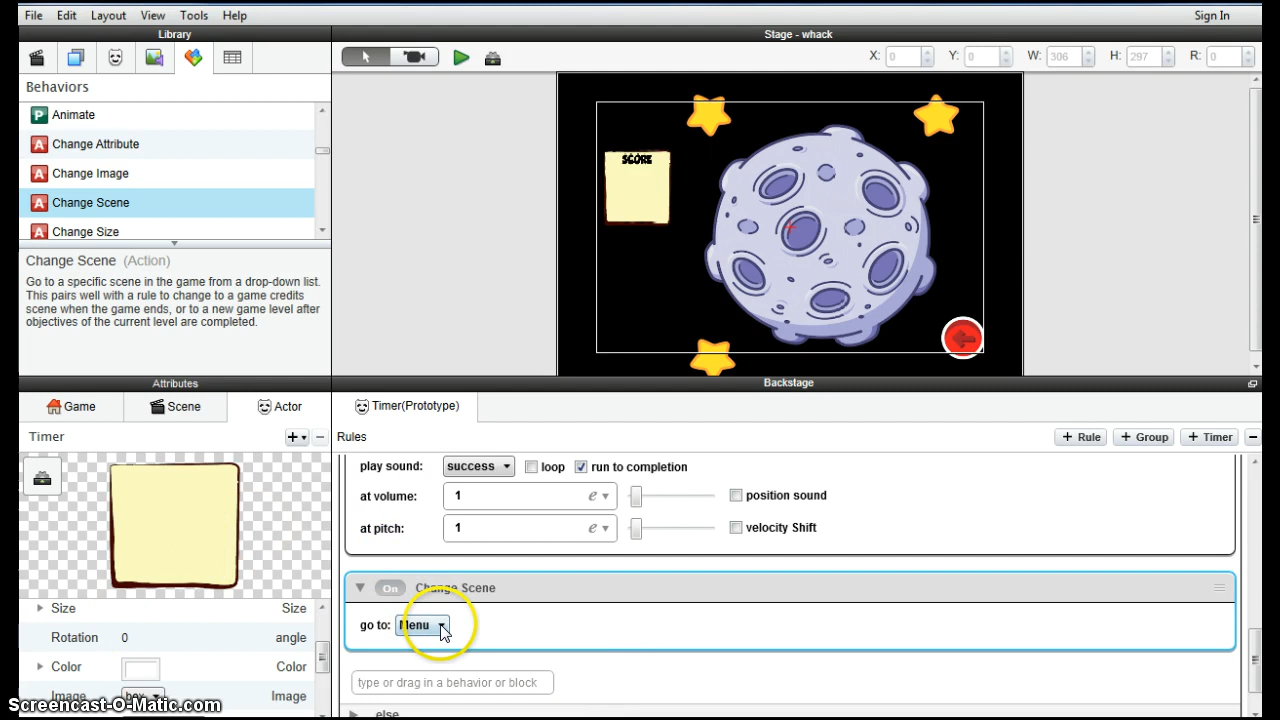 File Edit Layout View Tools Help Sign In
Library
Stage - whack
X: 0 Y: 0 W: 306 H: 297 R: 0
Behaviors
P Animate
A Change Attribute
A Change Image
A Change Scene
A Change Size
SCORE
Change Scene (Action)
Go to a specific scene in the game from a drop-down list.
This pairs well with a rule to change to a game credits
scene when the game ends, or to a new game level after
objectives of the current level are completed.
Attributes
Backstage
Game Scene Actor
Timer(Prototype)
Timer
Rules
+ Rule + Group + Timer
play sound: success loop run to completion
at volume: 1 e position sound
at pitch: 1 e velocity Shift
On Change Scene
go to: Menu
Size Size
Rotation 0 angle
Color Color
Image box Image
type or drag in a behavior or block
else
Screencast-O-Matic.com